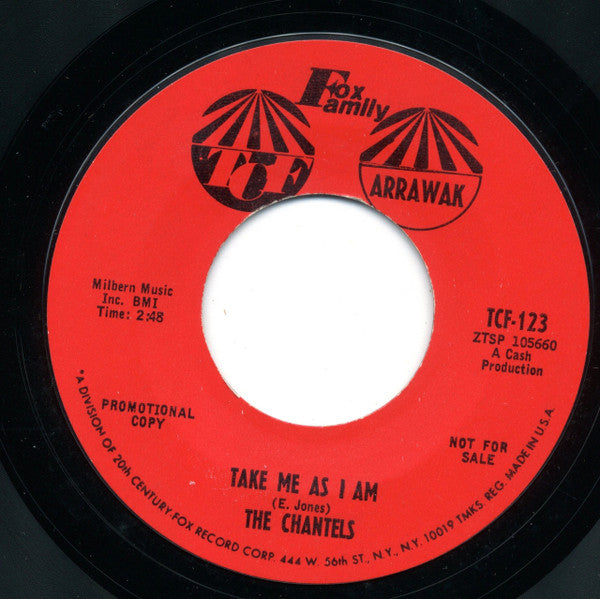 Fox
Family
TCF
ARRAWAK
Milbern Music
Inc. BMI
Time: 2:48
TCF-123
ZTSP 105660
A Cash
Production
PROMOTIONAL
COPY
NOT FOR
SALE
TAKE ME AS I AM
(E. Jones)
THE CHANTELS
*A DIVISION OF 20th CENTURY FOX RECORD CORP. 444 W. 56th ST., N.Y., N.Y. 10019 TMKS. REG. MADE IN U.S.A.